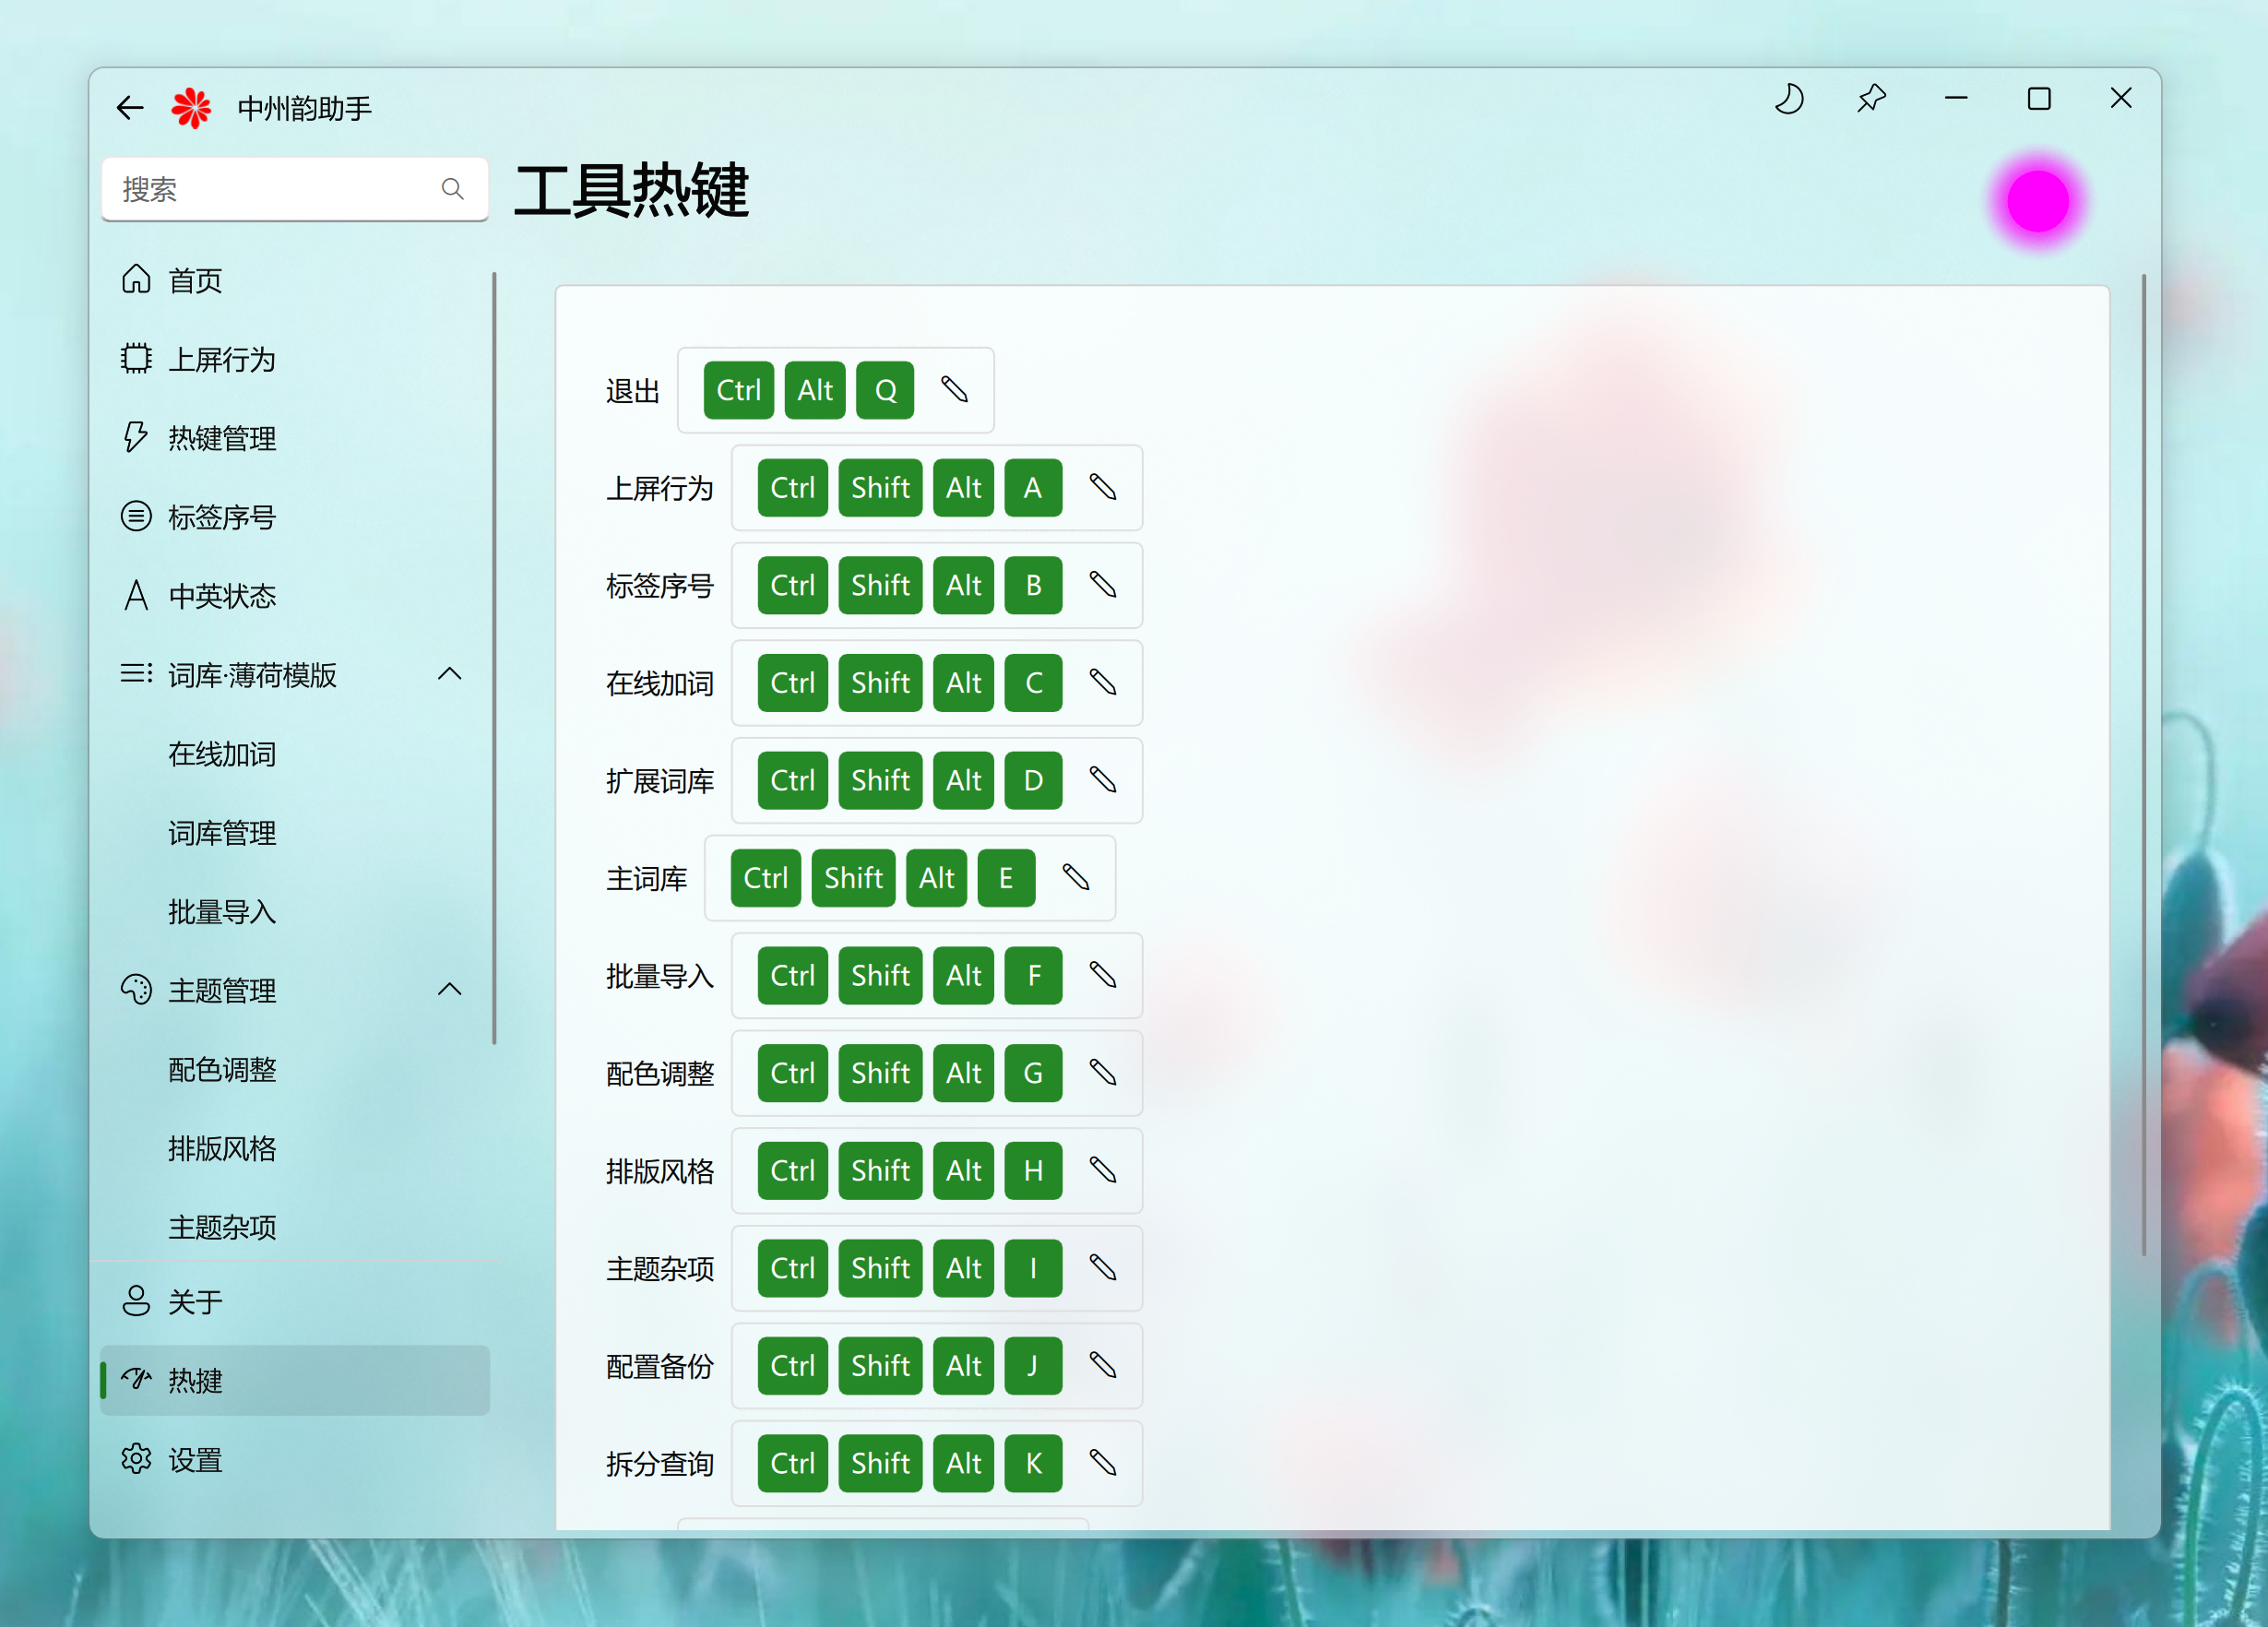 中州韵助手
搜索
工具热键
首页
上屏行为
热键管理
标签序号
中英状态
词库·薄荷模版
在线加词
词库管理
批量导入
主题管理
配色调整
排版风格
主题杂项
关于
热键
设置
退出 Ctrl Alt Q
上屏行为 Ctrl Shift Alt A
标签序号 Ctrl Shift Alt B
在线加词 Ctrl Shift Alt C
扩展词库 Ctrl Shift Alt D
主词库 Ctrl Shift Alt E
批量导入 Ctrl Shift Alt F
配色调整 Ctrl Shift Alt G
排版风格 Ctrl Shift Alt H
主题杂项 Ctrl Shift Alt I
配置备份 Ctrl Shift Alt J
拆分查询 Ctrl Shift Alt K